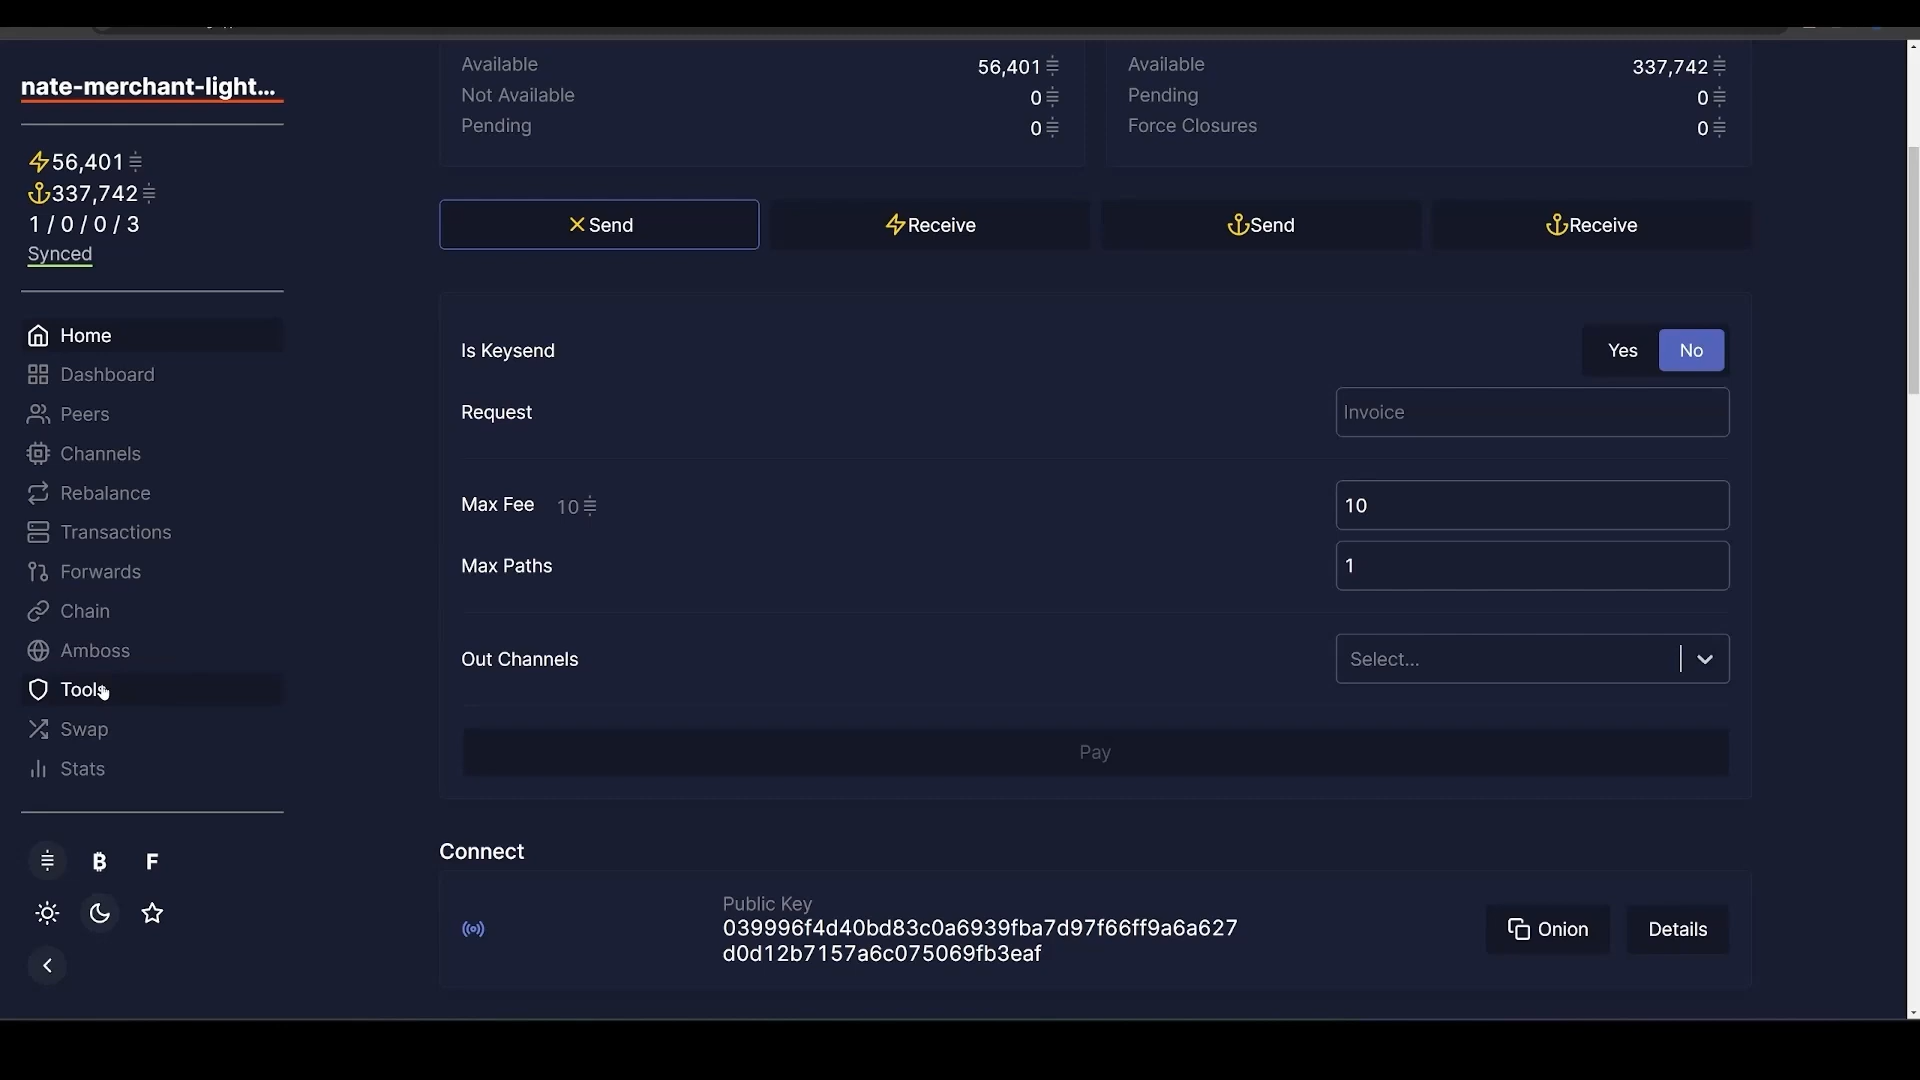 nate-merchant-light...
56,401
337,742
1 / 0 / 0 / 3
Synced
Home
Dashboard
Peers
Channels
Rebalance
Transactions
Forwards
Chain
Amboss
Tools
Swap
Stats
F
Available 56,401
Not Available 0
Pending 0
Available 337,742
Pending 0
Force Closures 0
Send
Receive
Send
Receive
Is Keysend Yes No
Request Invoice
Max Fee 10 10
Max Paths 1
Out Channels Select...
Pay
Connect
Public Key
039996f4d40bd83c0a6939fba7d97f66ff9a6a627
d0d12b7157a6c075069fb3eaf
Onion
Details